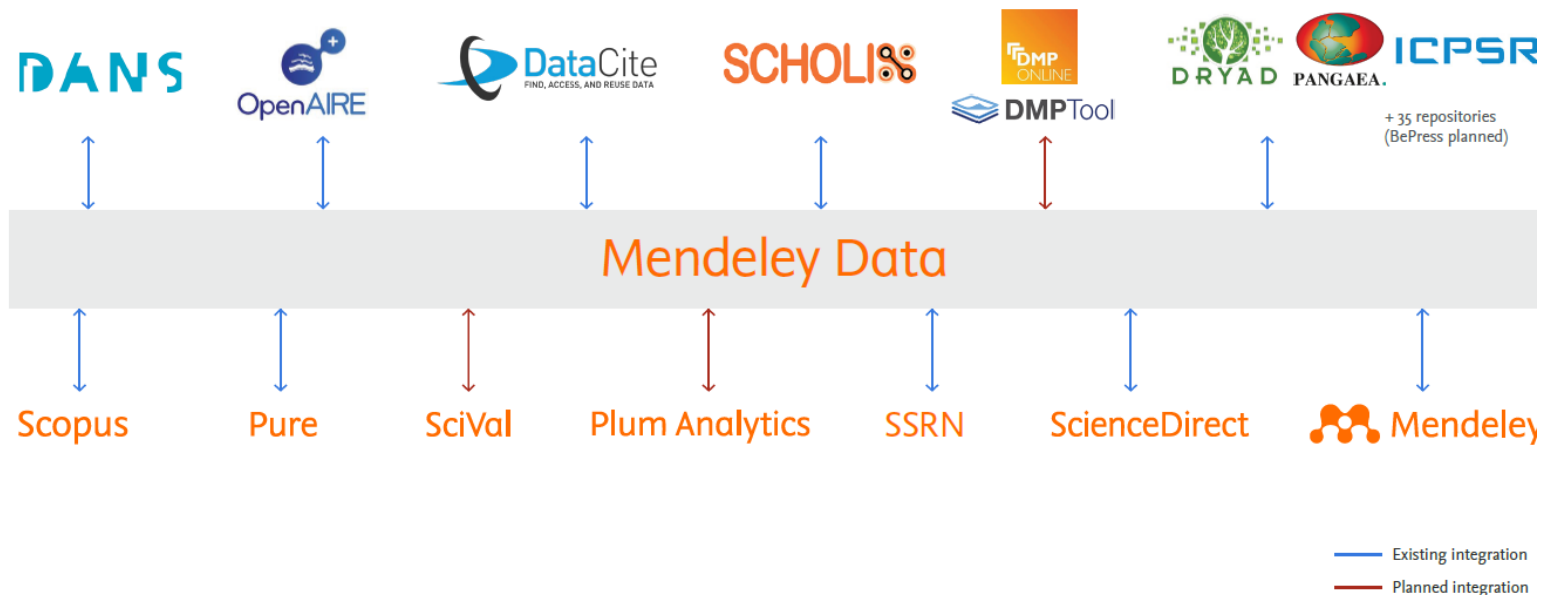 DANS
OpenAIRE
DataCite
FIND, ACCESS, AND REUSE DATA
SCHOLIX
DMP
ONLINE
DMPTool
DRYAD
PANGAEA.
ICPSR
+ 35 repositories
(BePress planned)
Mendeley Data
Scopus
Pure
SciVal
Plum Analytics
SSRN
ScienceDirect
Mendeley
Existing integration
Planned integration